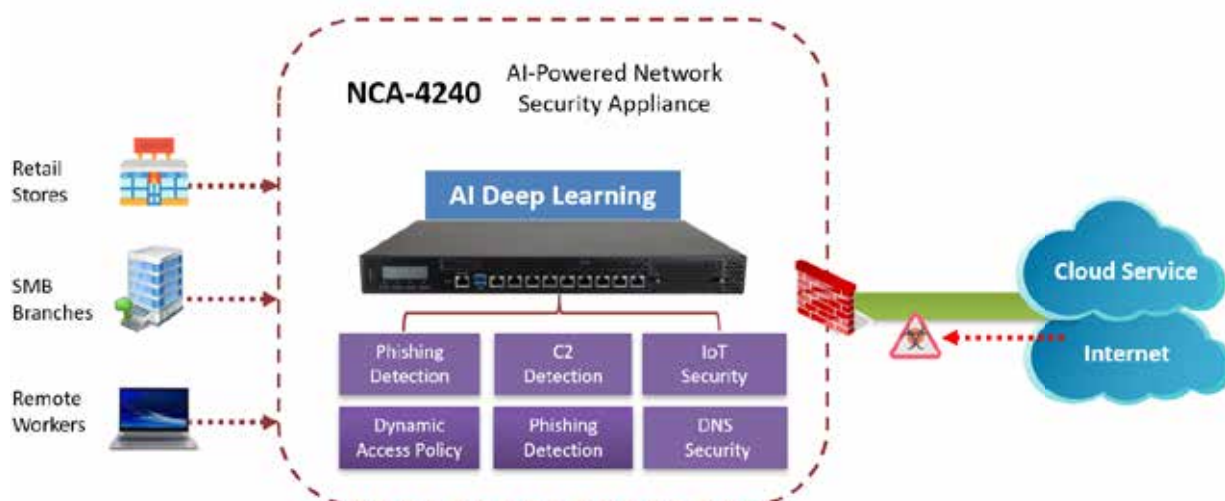 NCA-4240
AI-Powered Network
Security Appliance
AI Deep Learning
Retail
Stores
SMB
Branches
Remote
Workers
Phishing
Detection
C2
Detection
IoT
Security
Dynamic
Access Policy
Phishing
Detection
DNS
Security
Cloud Service
Internet